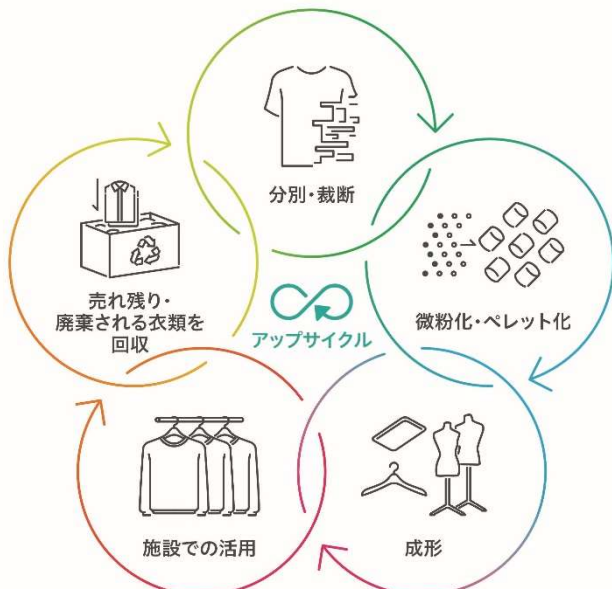 分別・裁断
微粉化・ペレット化
成形
施設での活用
売れ残り・
廃棄される衣類を
回収
アップサイクル